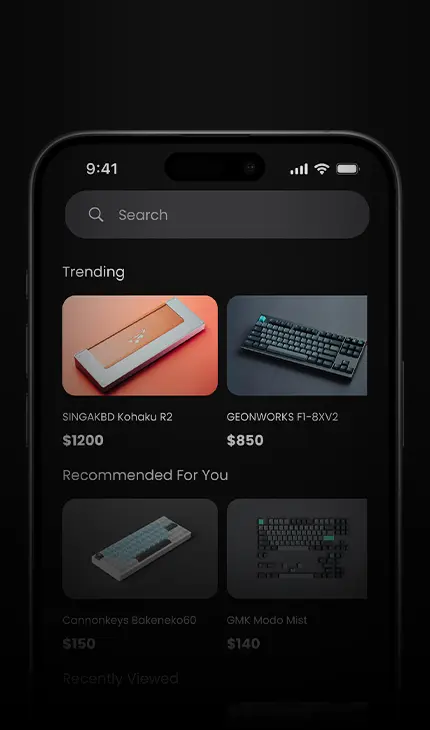 9:41
Search
Trending
SINGAKBD Kohaku R2
GEONWORKS F1-8XV2
$1200
$850
Recommended For You
Cannonkeys Bakeneko60
GMK Modo Mist
$150
$140
Recently Viewed